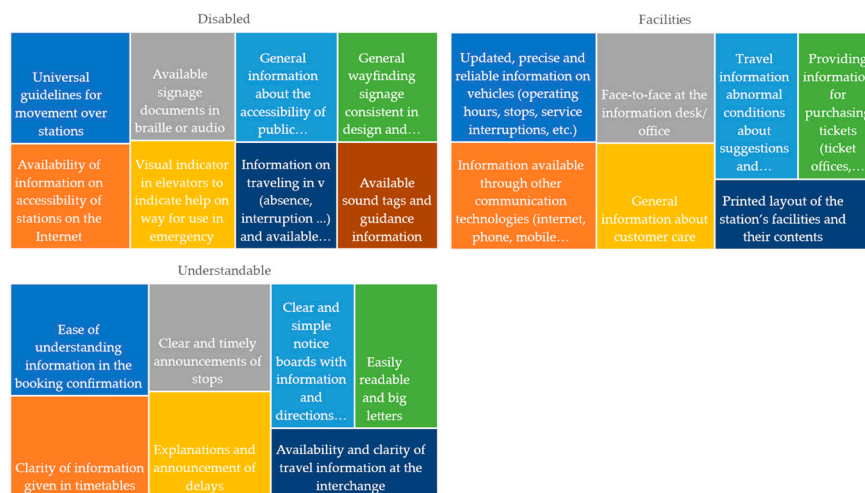 Disabled
Universal
guidelines for
movement over
stations
Available
signage
documents in
braille or audio
General
information
about the
accessibility of
public…
General
wayfinding
signage
consistent in
design and…
Availability of
information on
accessibility of
stations on the
Internet
Visual indicator
in elevators to
indicate help on
way for use in
emergency
Information on
traveling in v
(absence,
interruption ...)
and available…
Available
sound tags and
guidance
information
Facilities
Updated, precise and
reliable information on
vehicles (operating
hours, stops, service
interruptions, etc.)
Face-to-face at the
information desk/
office
Travel
information
abnormal
conditions
about
suggestions
and…
Providing
information
for
purchasing
tickets
(ticket
offices,…
Information available
through other
communication
technologies (internet,
phone, mobile…
General
information about
customer care
Printed layout of the
station’s facilities and
their contents
Understandable
Ease of
understanding
information in the
booking confirmation
Clear and timely
announcements of
stops
Clear and
simple
notice
boards with
information
and
directions…
Easily
readable
and big
letters
Clarity of information
given in timetables
Explanations and
announcement of
delays
Availability and clarity of
travel information at the
interchange